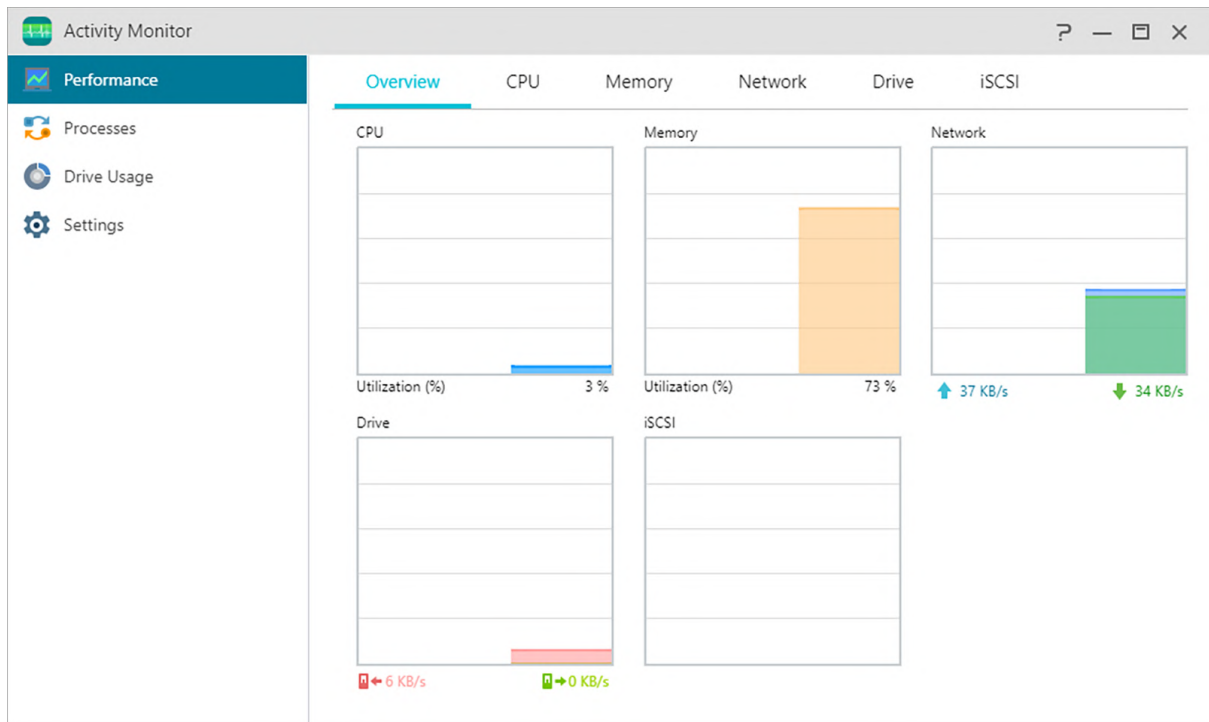 Activity Monitor
Performance
Processes
Drive Usage
Settings
Overview CPU Memory Network Drive iSCSI
CPU
Utilization (%) 3 %
Memory
Utilization (%) 73 %
Network
37 KB/s 34 KB/s
Drive
6 KB/s 0 KB/s
iSCSI